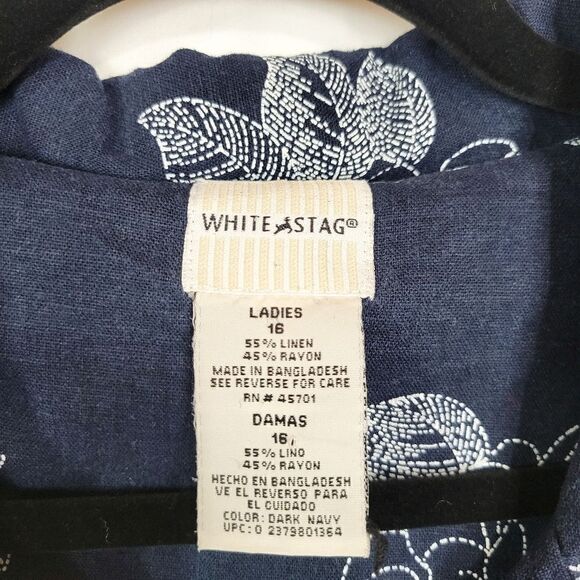 WHITE STAG®
LADIES
16
55% LINEN
45% RAYON
MADE IN BANGLADESH
SEE REVERSE FOR CARE
RN# 45701
DAMAS
16
55% LINO
45% RAYON
HECHO EN BANGLADESH
VE EL REVERSO PARA
EL CUIDADO
COLOR: DARK NAVY
UPC: 0 2379801364